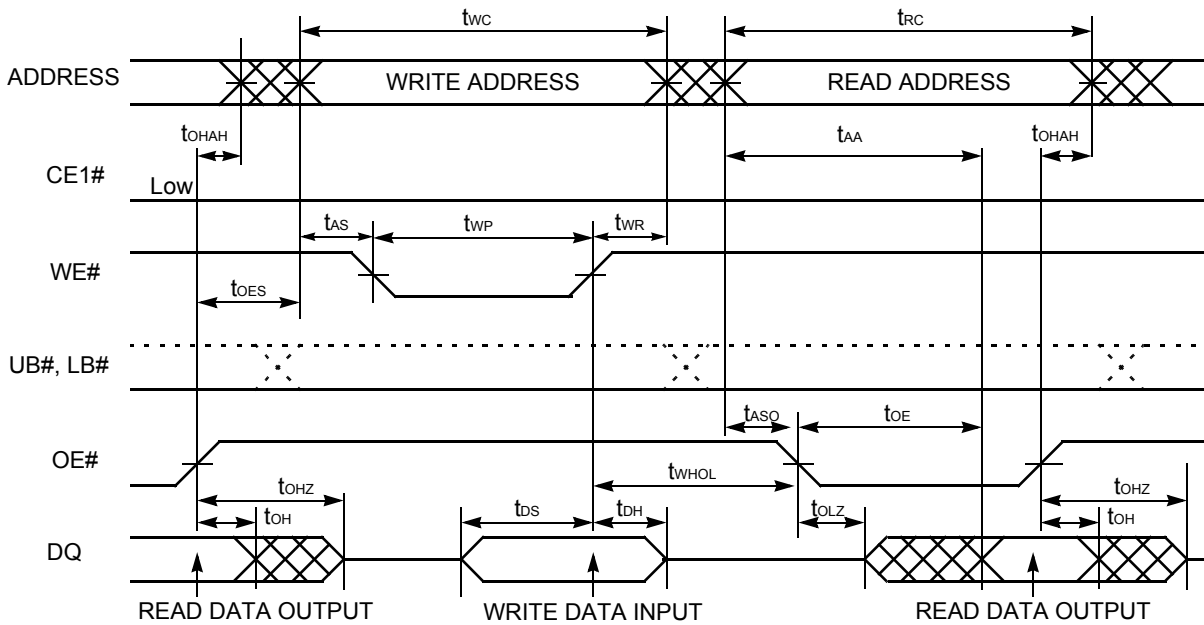 tWC
tRC
ADDRESS
WRITE ADDRESS
READ ADDRESS
tOHAH
tAA
tOHAH
CE1#
Low
tAS
tWP
tWR
WE#
tOES
UB#, LB#
tASO
tOE
OE#
tWHOL
tOHZ
tOHZ
tOH
tDS
tDH
tOLZ
tOH
DQ
READ DATA OUTPUT
WRITE DATA INPUT
READ DATA OUTPUT